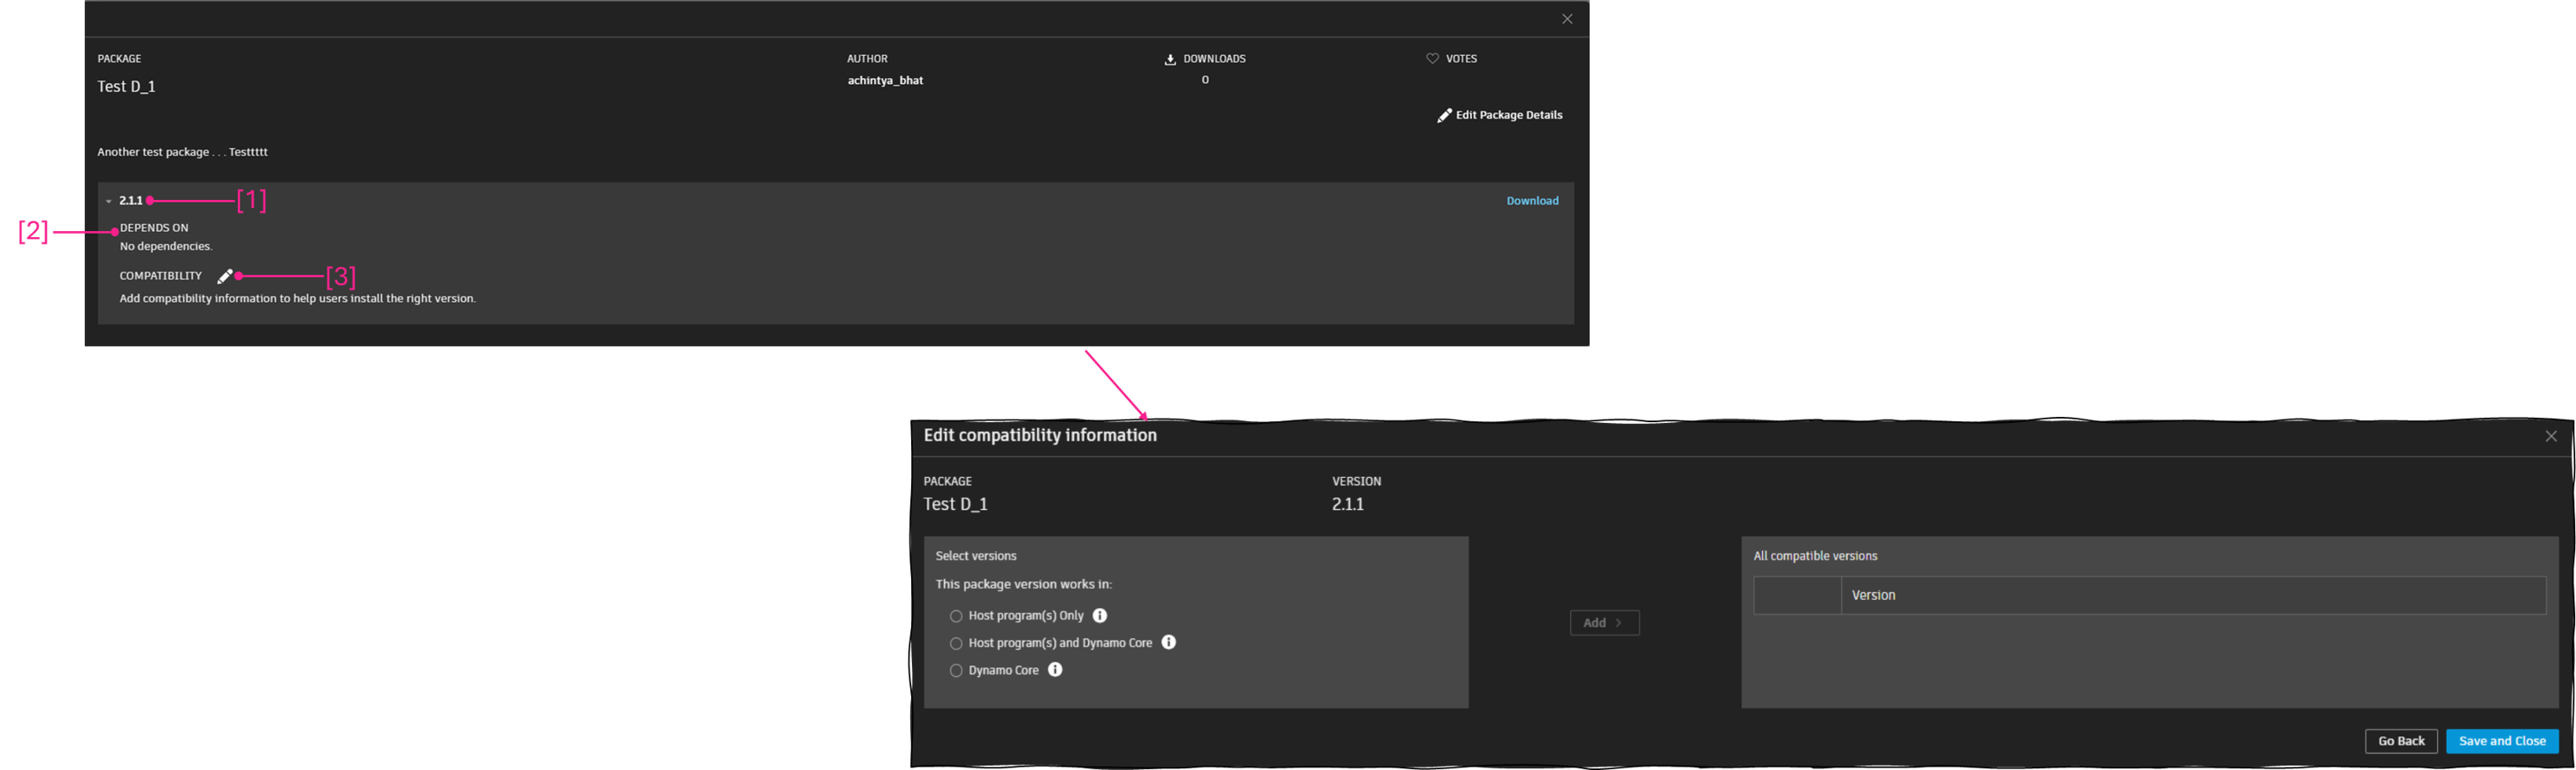 PACKAGE
AUTHOR
DOWNLOADS
VOTES
Test D_1
achintya_bhat
0
Edit Package Details
Another test package . . . Testtttt
2.1.1
[1]
Download
[2]
DEPENDS ON
No dependencies.
COMPATIBILITY
[3]
Add compatibility information to help users install the right version.
Edit compatibility information
PACKAGE
VERSION
Test D_1
2.1.1
Select versions
This package version works in:
Host program(s) Only
Host program(s) and Dynamo Core
Dynamo Core
Add >
All compatible versions
Version
Go Back
Save and Close